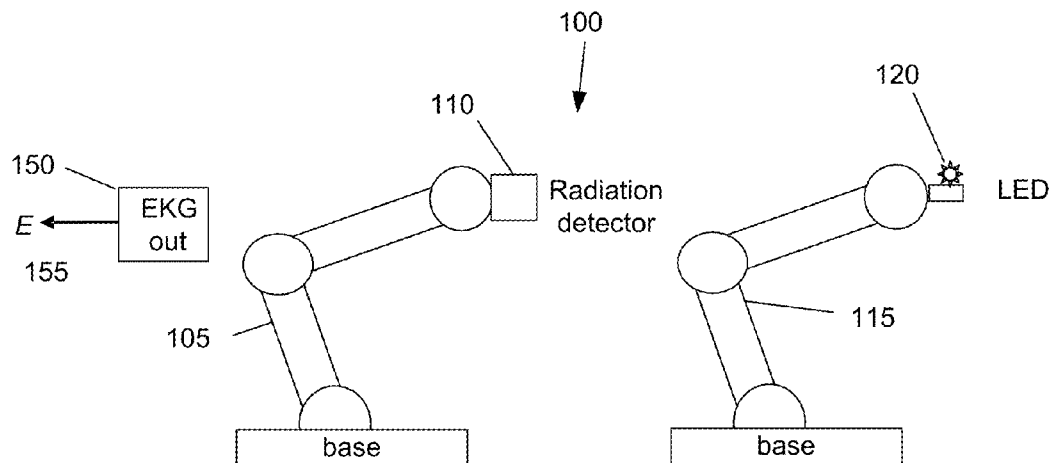 100
120
110
150
EKG
out
E
155
Radiation
detector
LED
105
115
base
base